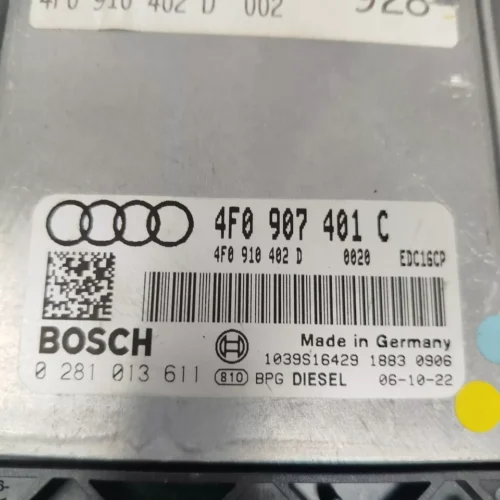 4F0 910 402 D 002 928
4F0 907 401 C
4F0 910 402 D 0020 EDC16CP
BOSCH
Made in Germany
1039S16429 1883 0906
0 281 013 611 810 BPG DIESEL 06-10-22